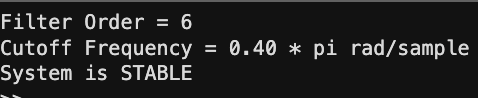 Filter Order = 6
Cutoff Frequency = 0.40 * pi rad/sample
System is STABLE
>>